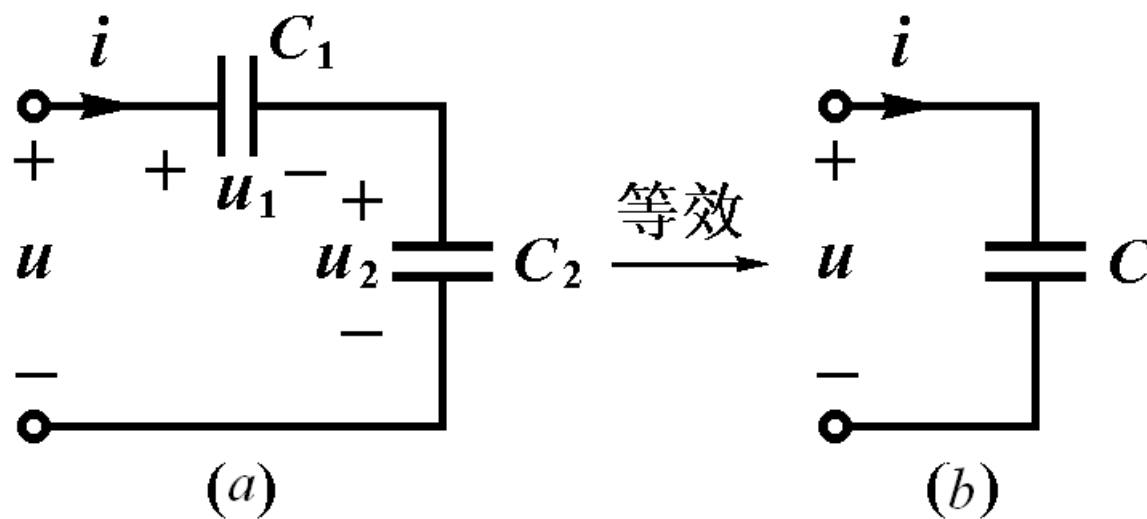 i C₁ i
+ + u₁ − + +
u u₂ C₂ 等效 u C
− − −
(a) (b)